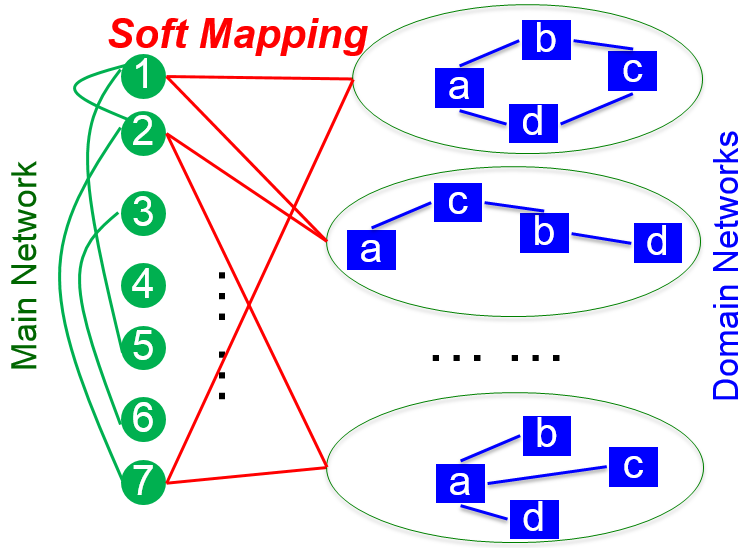 Soft Mapping
Main Network
1
2
3
4
5
6
7
... ...
a
b
c
d
a
c
b
d
... ...
a
b
c
d
Domain Networks